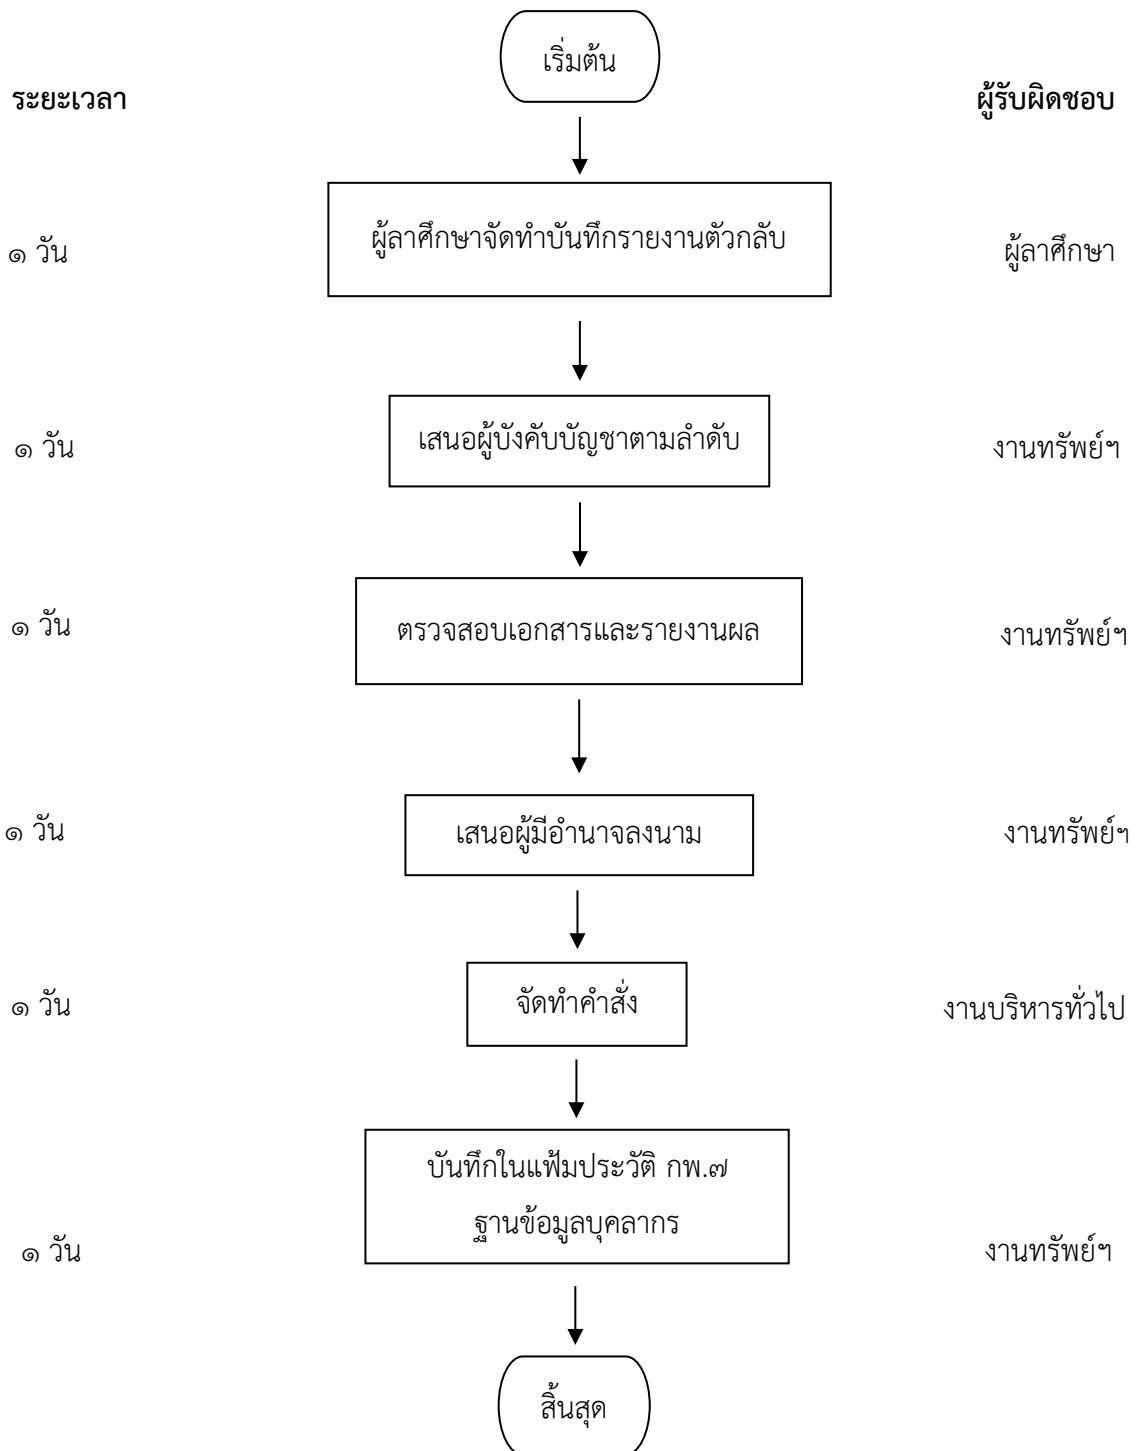 เริ่มต้น
ระยะเวลา
ผู้รับผิดชอบ
๑ วัน
ผู้ลาศึกษาจัดทำบันทึกรายงานตัวกลับ
ผู้ลาศึกษา
๑ วัน
เสนอผู้บังคับบัญชาตามลำดับ
งานทรัพย์ฯ
๑ วัน
ตรวจสอบเอกสารและรายงานผล
งานทรัพย์ฯ
๑ วัน
เสนอผู้มีอำนาจลงนาม
งานทรัพย์ฯ
๑ วัน
จัดทำคำสั่ง
งานบริหารทั่วไป
บันทึกในแฟ้มประวัติ กพ.๗
ฐานข้อมูลบุคลากร
๑ วัน
งานทรัพย์ฯ
สิ้นสุด